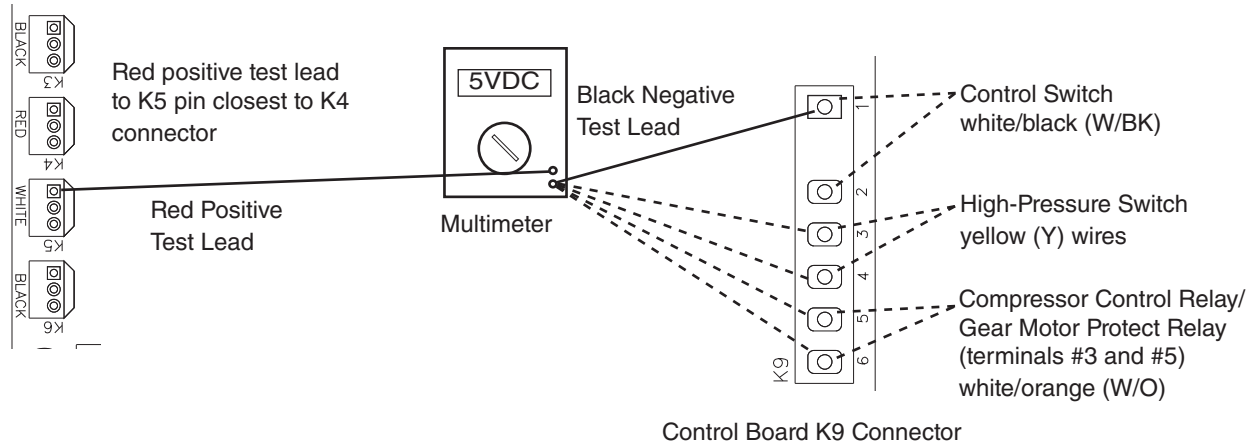 BLACK
K3
RED
K4
WHITE
K5
BLACK
K6
Red positive test lead
to K5 pin closest to K4
connector
Red Positive
Test Lead
5VDC
Multimeter
Black Negative
Test Lead
1
2
3
4
5
6
K9
Control Switch
white/black (W/BK)
High-Pressure Switch
yellow (Y) wires
Compressor Control Relay/
Gear Motor Protect Relay
(terminals #3 and #5)
white/orange (W/O)
Control Board K9 Connector